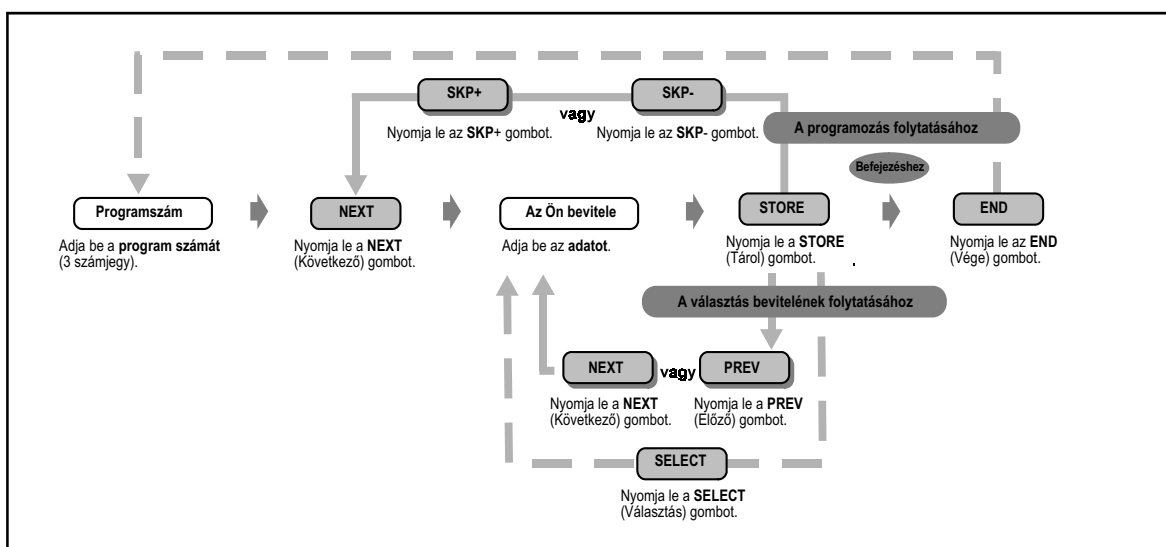 SKP+
vagy
SKP-
Nyomja le az SKP+ gombot.
Nyomja le az SKP- gombot.
A programozás folytatásához
Befejezéshez
Programszám
NEXT
Az Ön bevitele
STORE
END
Adja be a program számát
(3 számjegy).
Nyomja le a NEXT
(Következő) gombot.
Adja be az adatot.
Nyomja le a STORE
(Tárol) gombot.
Nyomja le az END
(Vége) gombot.
A választás bevitelének folytatásához
NEXT
vagy
PREV
Nyomja le a NEXT
(Következő) gombot.
Nyomja le a PREV
(Előző) gombot.
SELECT
Nyomja le a SELECT
(Választás) gombot.